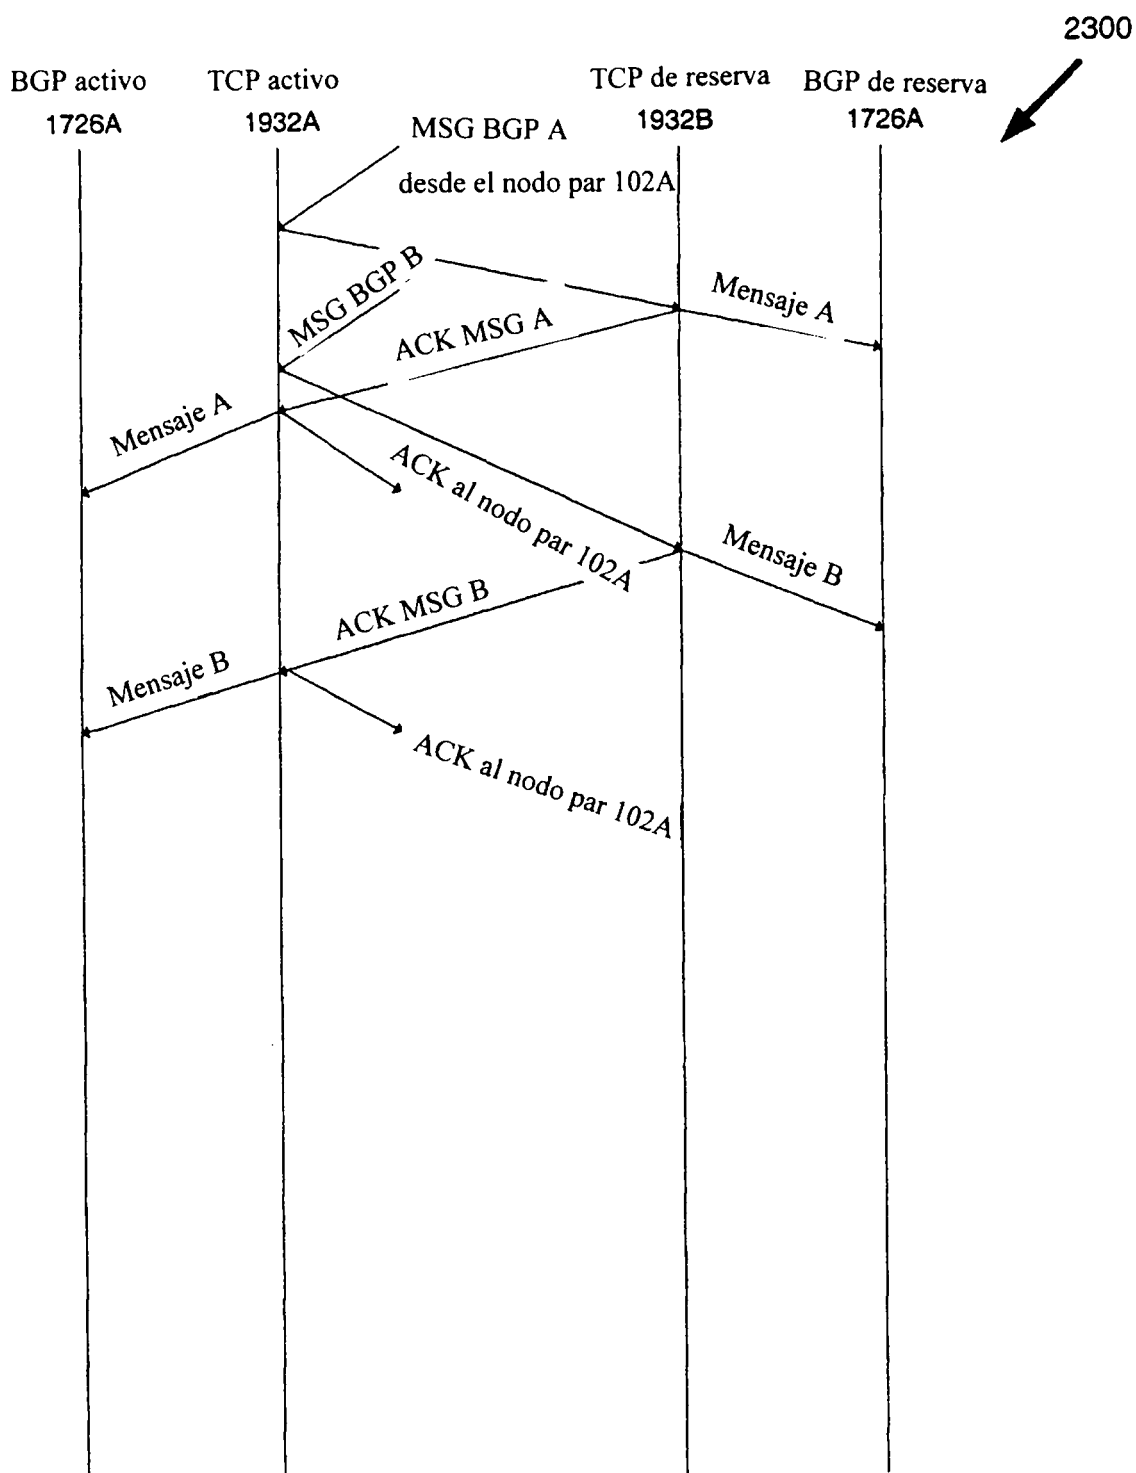 2300
BGP activo
1726A
TCP activo
1932A
TCP de reserva
1932B
BGP de reserva
1726A
MSG BGP A
desde el nodo par 102A
MSG BGP B
Mensaje A
ACK MSG A
Mensaje A
ACK al nodo par 102A
Mensaje B
ACK MSG B
Mensaje B
ACK al nodo par 102A